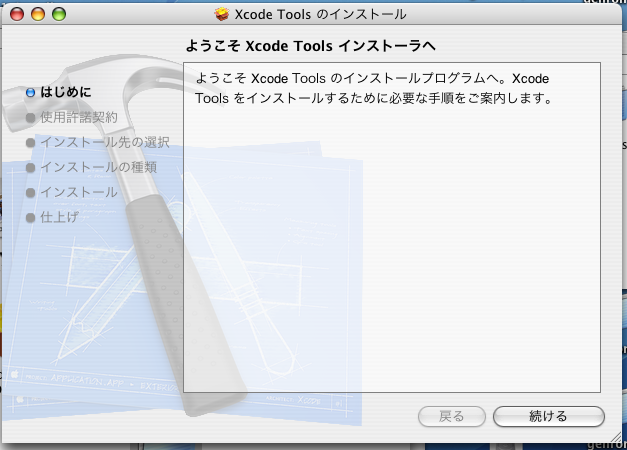 Xcode Tools のインストール
ようこそ Xcode Tools インストーラへ
はじめに
使用許諾契約
インストール先の選択
インストールの種類
インストール
仕上げ
ようこそ Xcode Tools のインストールプログラムへ。Xcode
Tools をインストールするために必要な手順をご案内します。
戻る
続ける